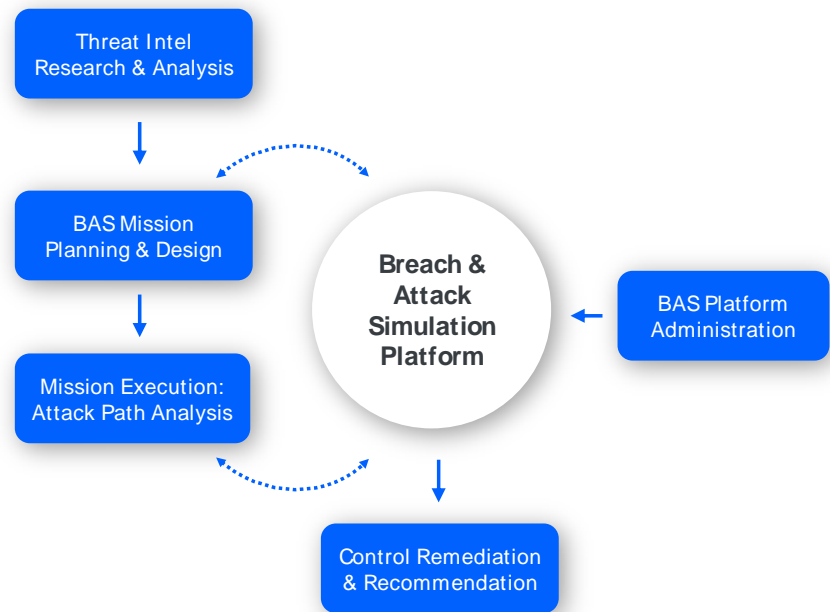 Threat Intel
Research & Analysis
BAS Mission
Planning & Design
Breach &
Attack
Simulation
Platform
BAS Platform
Administration
Mission Execution:
Attack Path Analysis
Control Remediation
& Recommendation